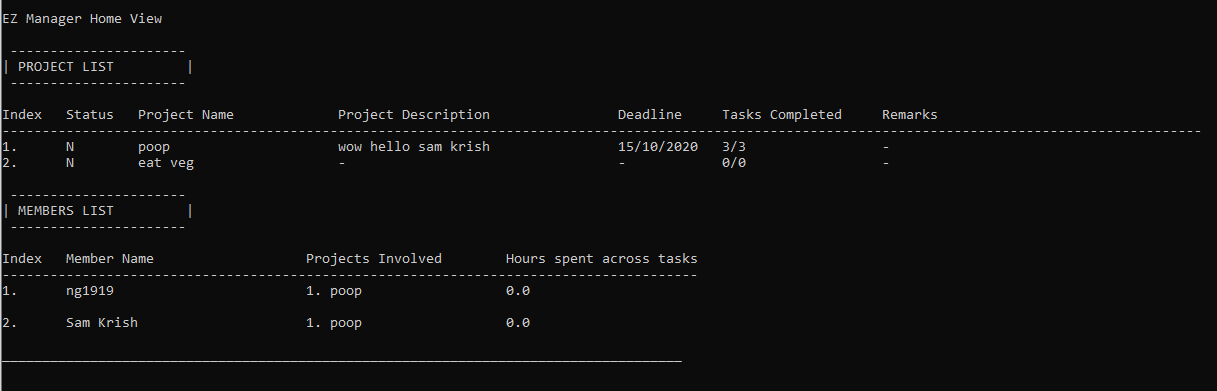 EZ Manager Home View
-----------------------
| PROJECT LIST |
-----------------------
Index Status Project Name Project Description Deadline Tasks Completed Remarks
------------------------------------------------------------------------------------------------------------------------------------------------------
1. N poop wow hello sam krish 15/10/2020 3/3 -
2. N eat veg - - 0/0 -
-----------------------
| MEMBERS LIST |
-----------------------
Index Member Name Projects Involved Hours spent across tasks
---------------------------------------------------------------------------------------
1. ng1919 1. poop 0.0
2. Sam Krish 1. poop 0.0
_____________________________________________________________________________________